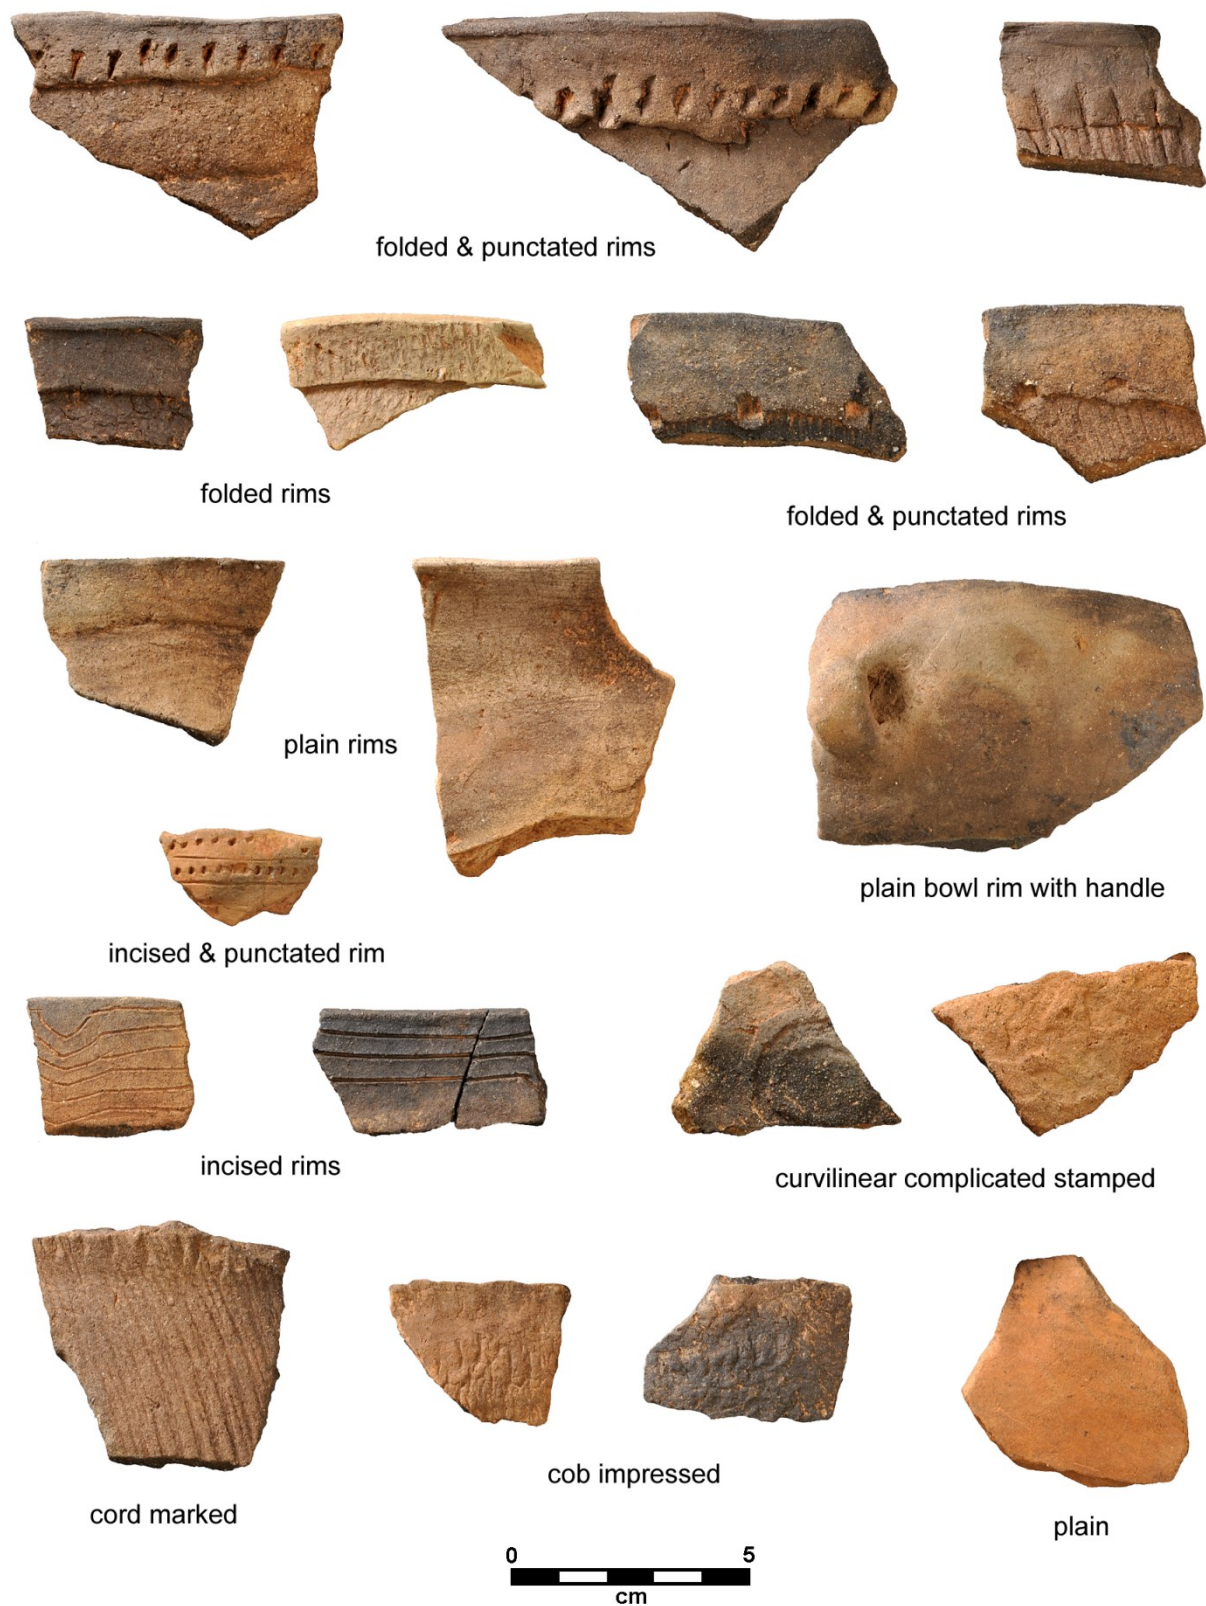 folded & punctated rims
folded rims
folded & punctated rims
plain rims
plain bowl rim with handle
incised & punctated rim
incised rims
curvilinear complicated stamped
cord marked
cob impressed
plain
0 5
cm